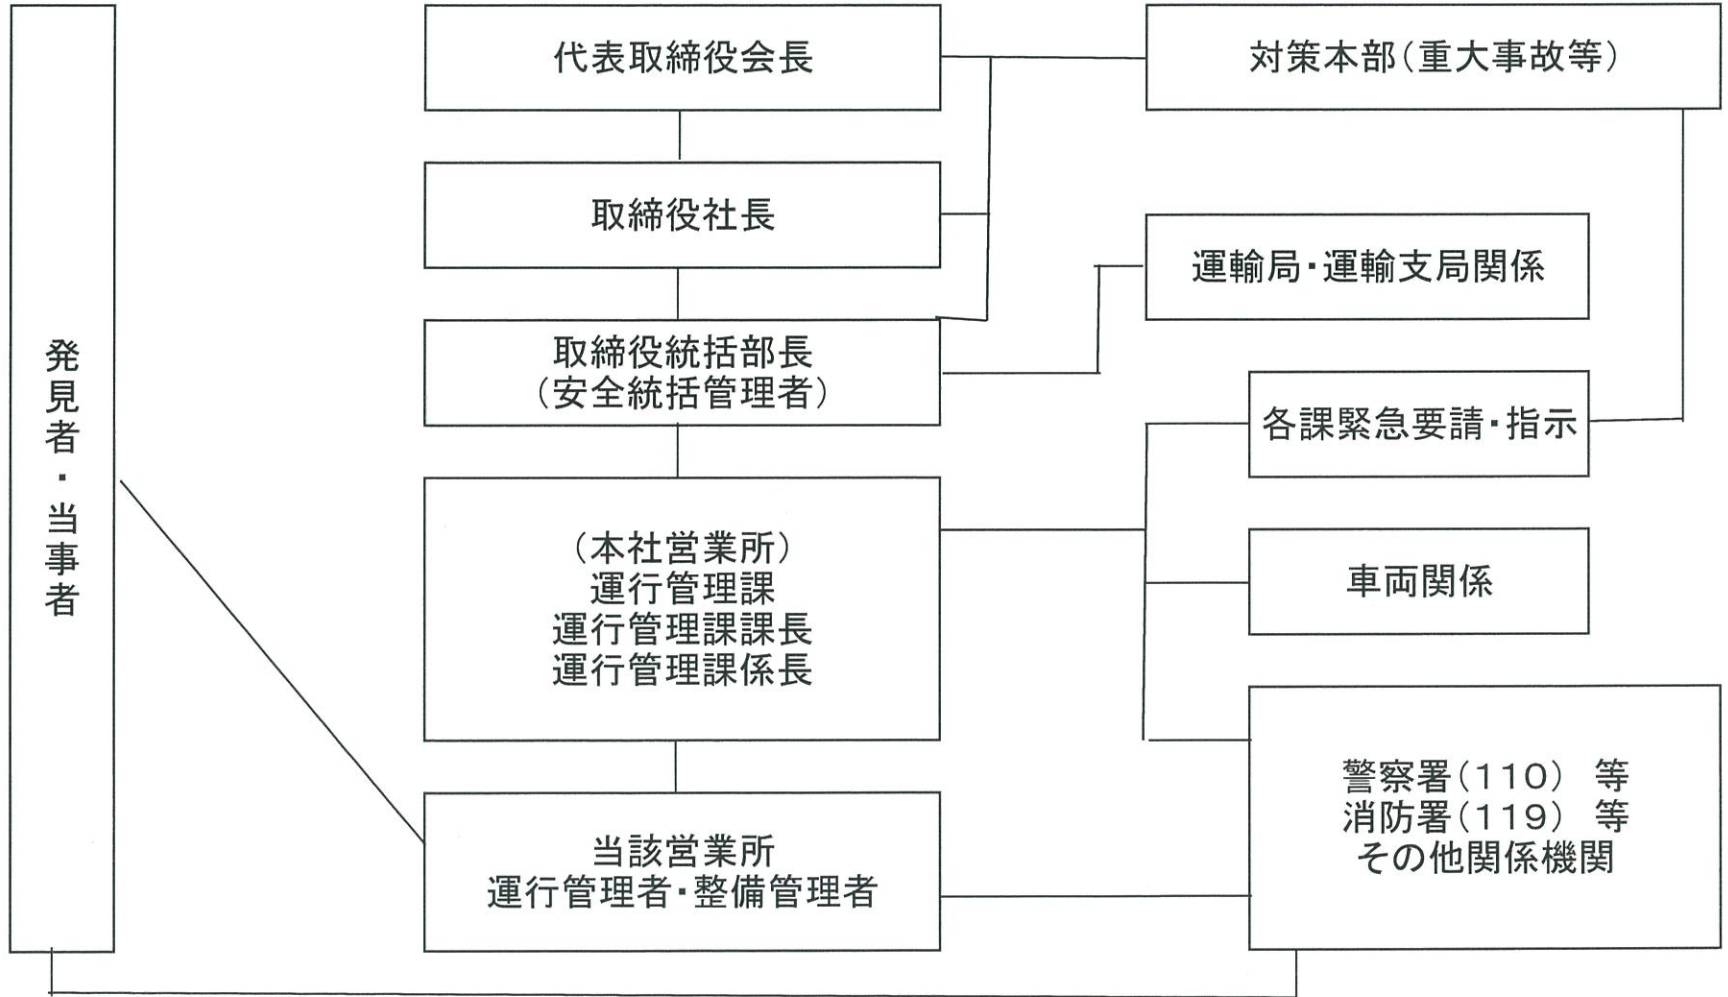 発見者・当事者
代表取締役会長
取締役社長
取締役統括部長
（安全統括管理者）
（本社営業所）
運行管理課
運行管理課課長
運行管理課係長
当該営業所
運行管理者・整備管理者
対策本部（重大事故等）
運輸局・運輸支局関係
各課緊急要請・指示
車両関係
警察署（１１０）　等
消防署（１１９）　等
その他関係機関